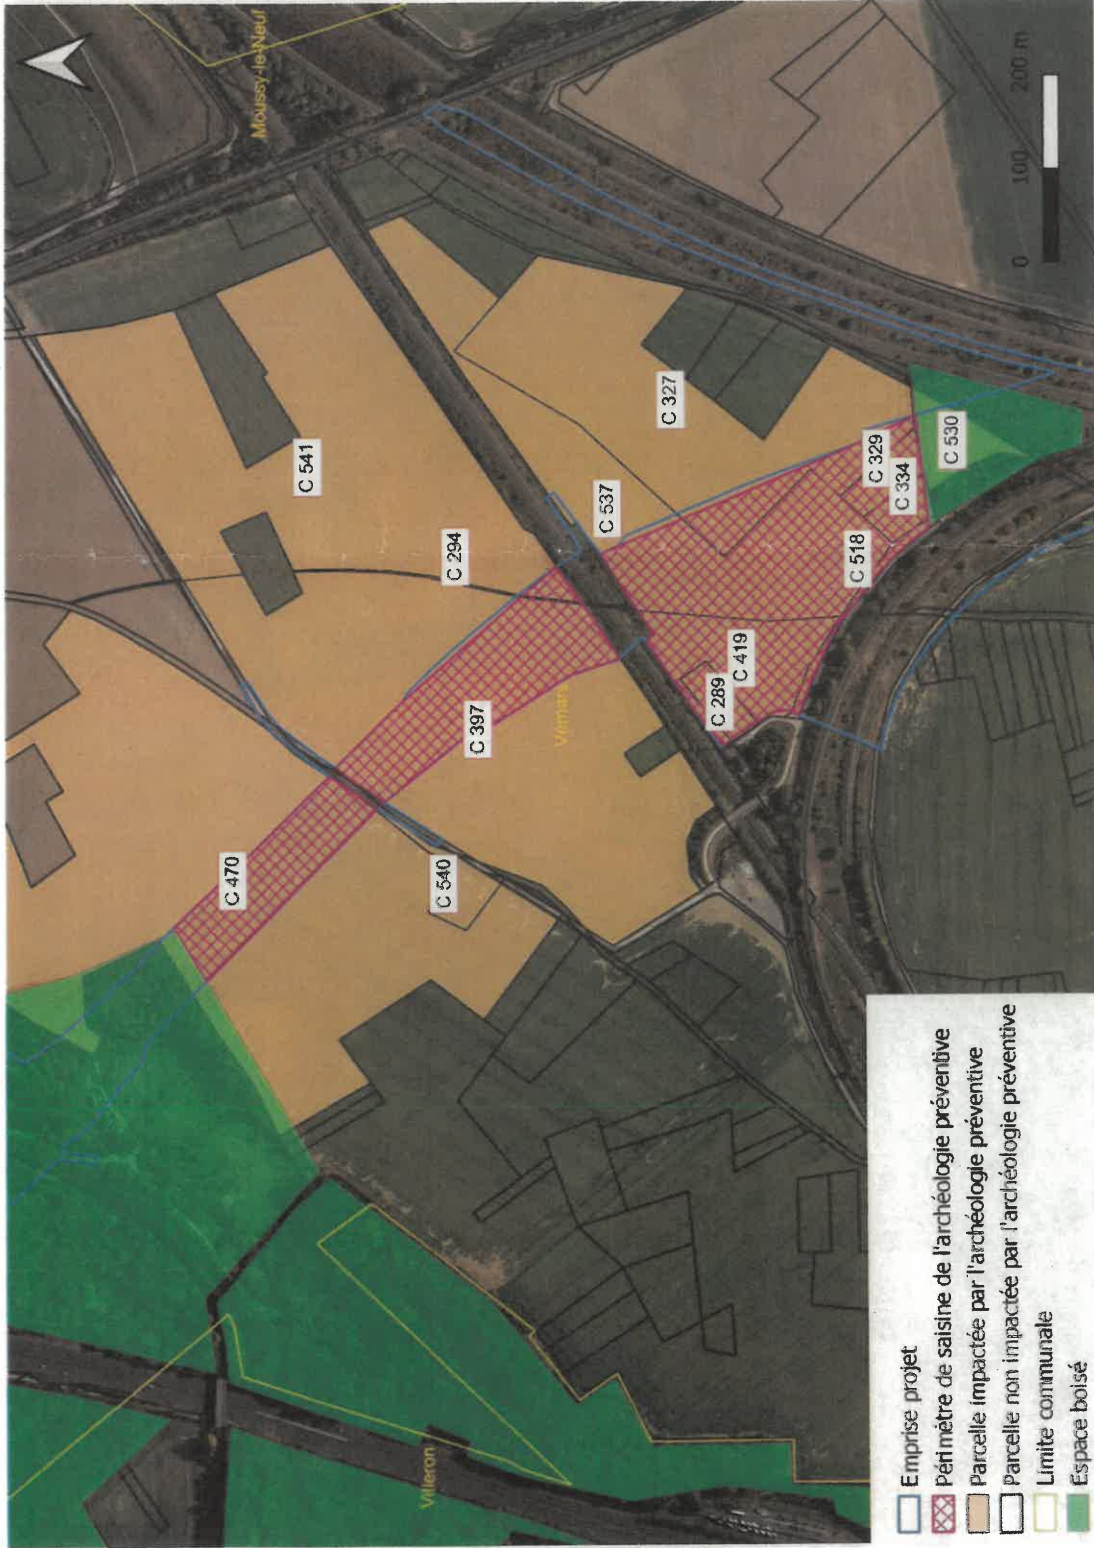 Moussy-le-Neuf
C 541
C 294
C 327
C 537
C 329
C 334
C 530
C 518
C 419
C 289
C 397
Vémars
C 470
C 540
Villeron
0 100 200 m
Emprise projet
Périmètre de saisine de l'archéologie préventive
Parcelle impactée par l'archéologie préventive
Parcelle non impactée par l'archéologie préventive
Limite communale
Espace boisé